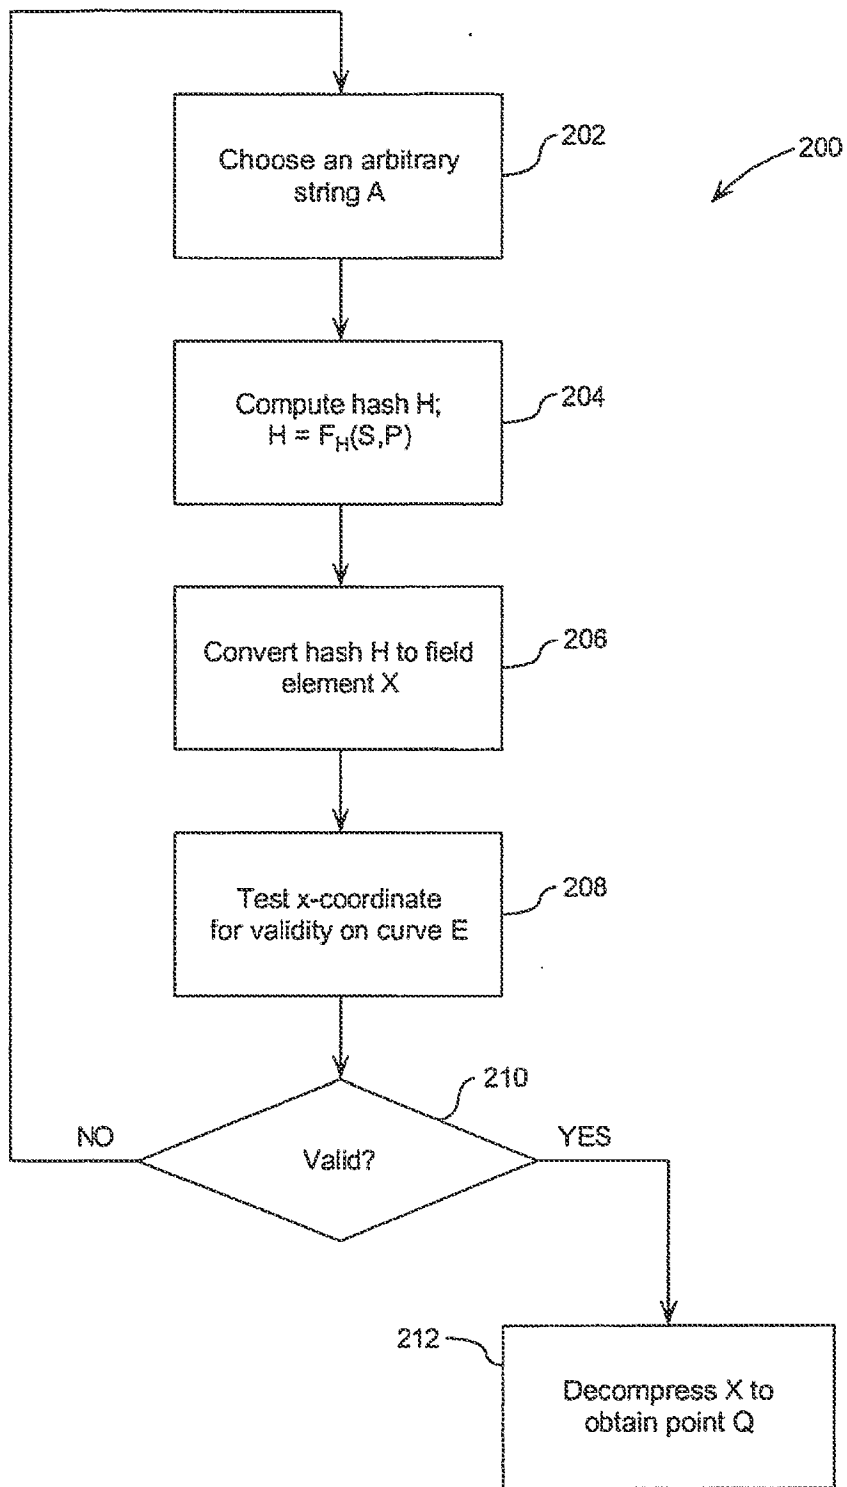 200
Choose an arbitrary
string A
202
Compute hash H;
H = F_H(S,P)
204
Convert hash H to field
element X
206
Test x-coordinate
for validity on curve E
208
210
NO
Valid?
YES
212
Decompress X to
obtain point Q